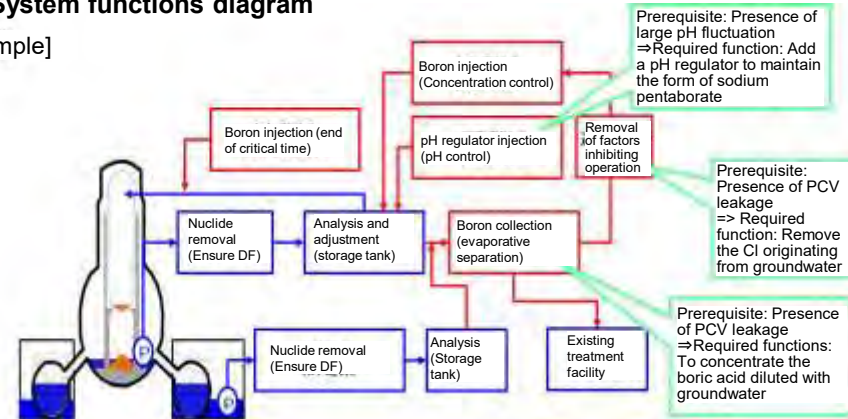 System functions diagram
mple]
Prerequisite: Presence of
large pH fluctuation
⇒Required function: Add
a pH regulator to maintain
the form of sodium
pentaborate
Boron injection
(Concentration control)
Boron injection (end
of critical time)
pH regulator injection
(pH control)
Removal
of factors
inhibiting
operation
Prerequisite:
Presence of PCV
leakage
=> Required
function: Remove
the Cl originating
from groundwater
Nuclide
removal
(Ensure DF)
Analysis and
adjustment
(storage tank)
Boron collection
(evaporative
separation)
Prerequisite: Presence
of PCV leakage
⇒Required functions:
To concentrate the
boric acid diluted with
groundwater
P
Nuclide removal
(Ensure DF)
Analysis
(Storage
tank)
Existing
treatment
facility
P